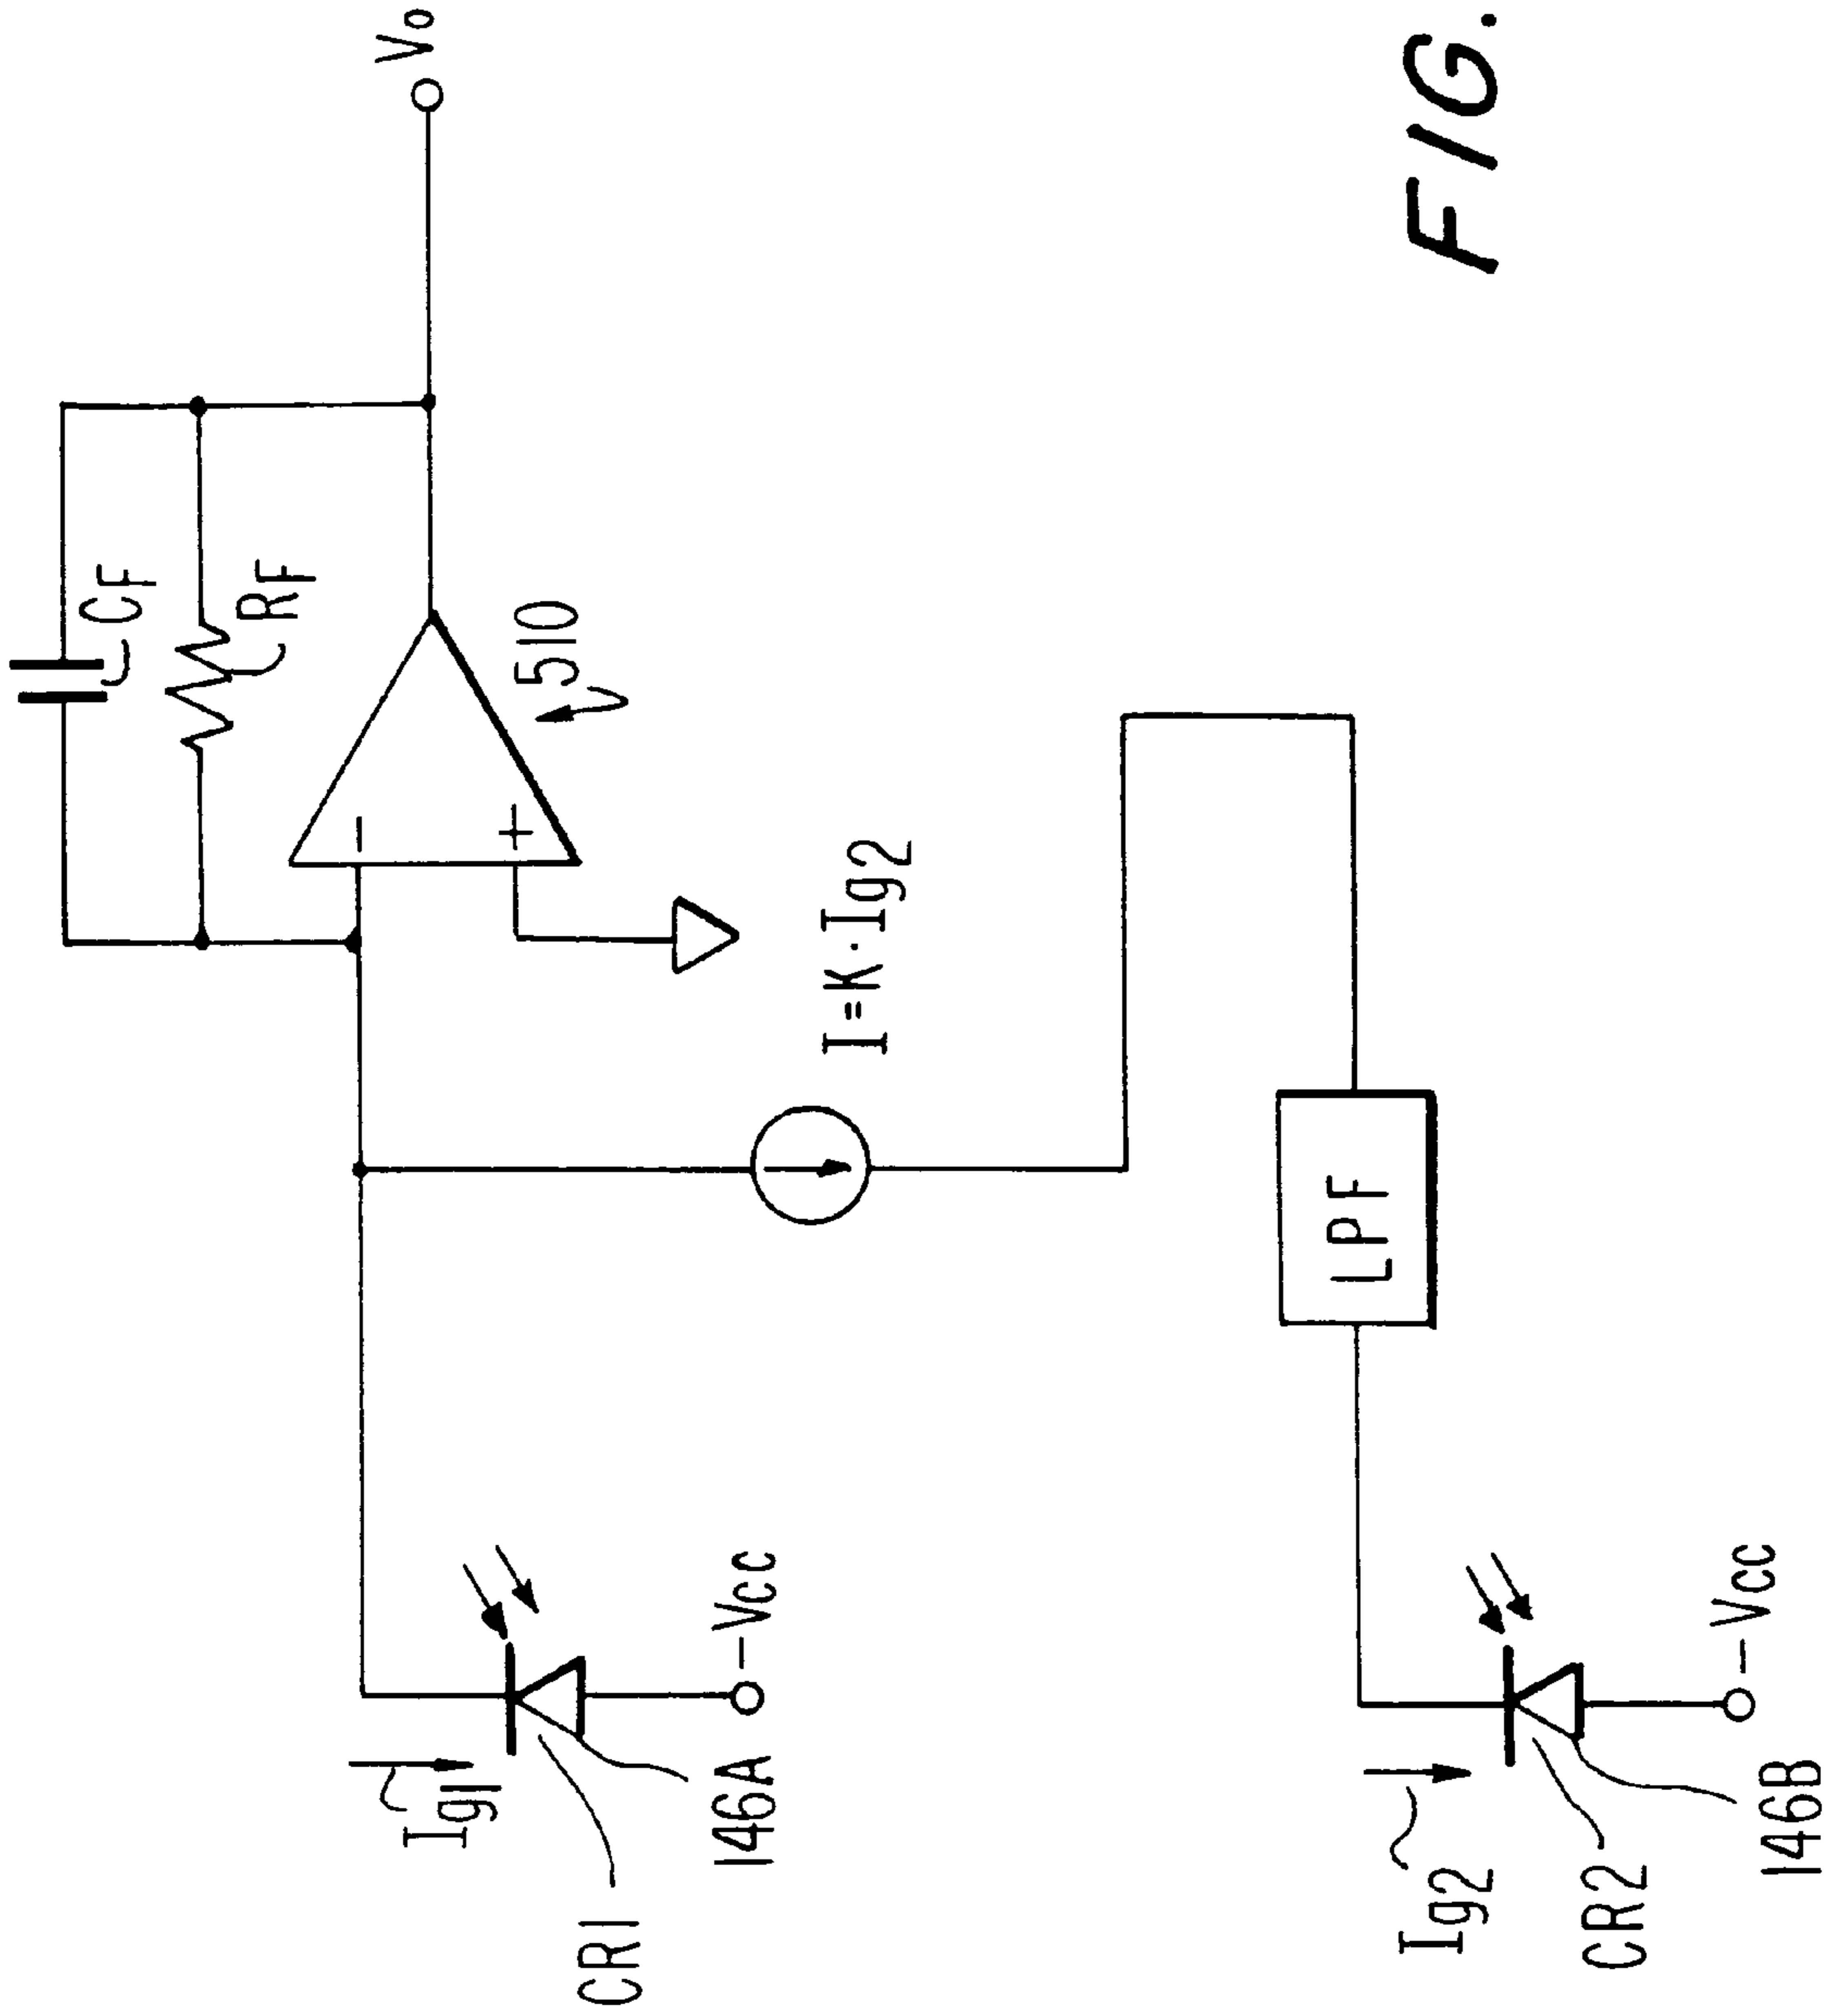 CF
RF
Vo
510
I=K·Ig2
Ig1
CR1
146A
-Vcc
LPF
Ig2
CR2
146B
-Vcc
FIG.